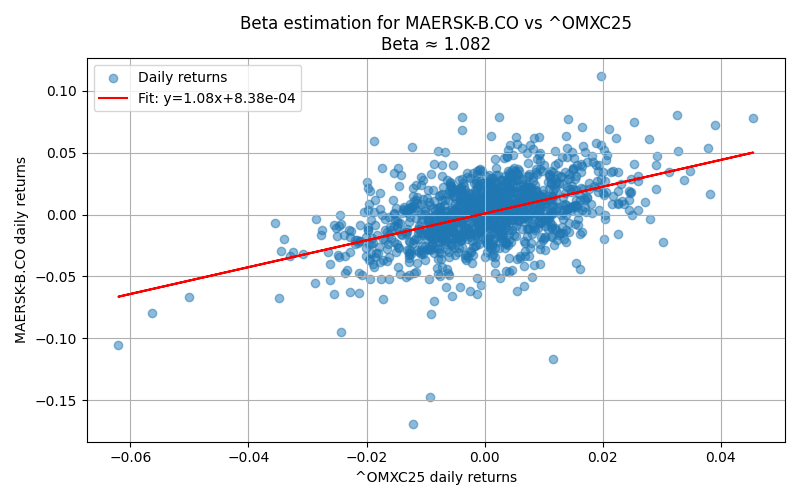 Beta estimation for MAERSK-B.CO vs ^OMXC25
Beta ≈ 1.082
Daily returns
Fit: y=1.08x+8.38e-04
MAERSK-B.CO daily returns
0.10
0.05
0.00
−0.05
−0.10
−0.15
−0.06 −0.04 −0.02 0.00 0.02 0.04
^OMXC25 daily returns